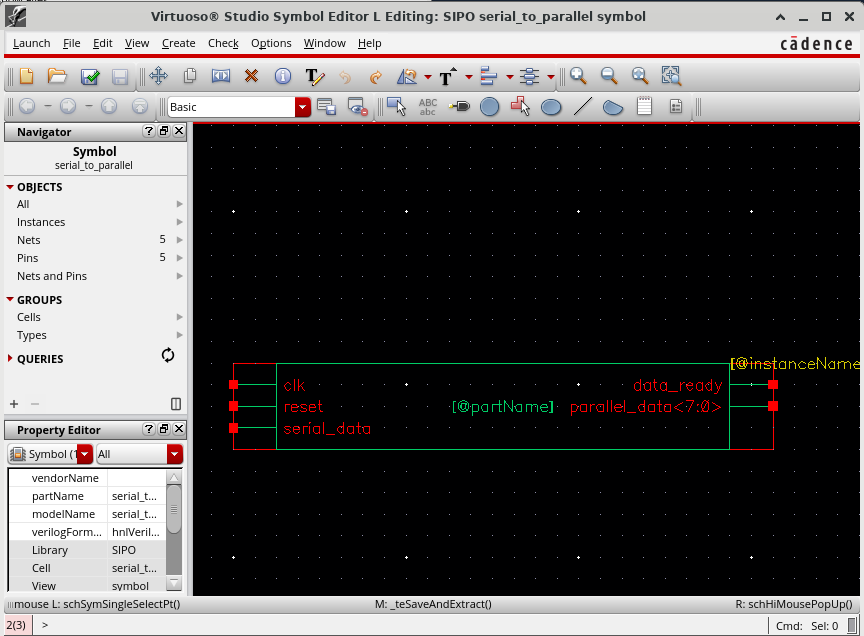 Virtuoso® Studio Symbol Editor L Editing: SIPO serial_to_parallel symbol
Launch File Edit View Create Check Options Window Help
cādence
T T
Basic
ABC
abc
Navigator
Symbol
serial_to_parallel
OBJECTS
All
Instances
Nets 5
Pins 5
Nets and Pins
GROUPS
Cells
Types
QUERIES
Property Editor
Symbol (1 All
vendorName
partName serial_t...
modelName serial_t...
verilogForm... hnlVeril...
Library SIPO
Cell serial_t...
View symbol
[@instanceName
clk data_ready
reset [@partName] parallel_data<7:0>
serial_data
mouse L: schSymSingleSelectPt() M: _teSaveAndExtract() R: schHiMousePopUp()
2(3) > Cmd: Sel: 0